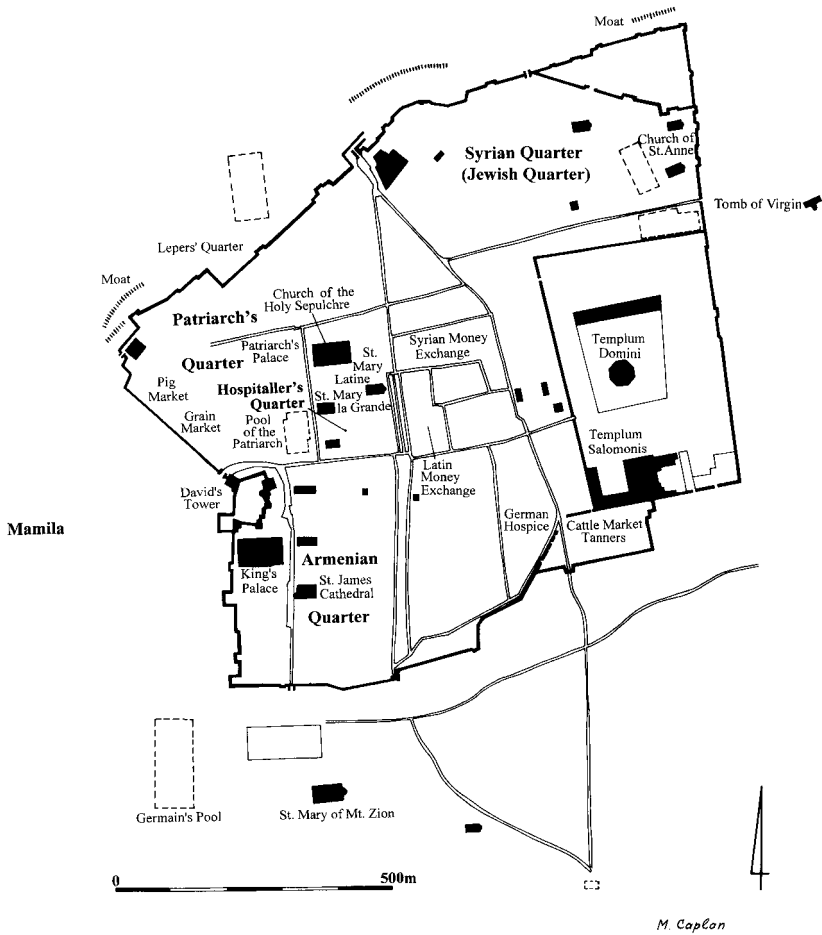 Moat
Syrian Quarter
(Jewish Quarter)
Church of
St.Anne
Tomb of Virgin
Lepers' Quarter
Moat
Church of the
Holy Sepulchre
Patriarch's
Patriarch's
Palace
Syrian Money
Exchange
Templum
Domini
St.
Mary
Latine
Quarter
Pig
Market
Hospitaller's
Quarter
St. Mary
la Grande
Grain
Market
Pool
of the
Patriarch
Templum
Salomonis
Latin
Money
Exchange
David's
Tower
German
Hospice
Cattle Market
Tanners
Mamila
Armenian
King's
Palace
St. James
Cathedral
Quarter
Germain's Pool
St. Mary of Mt. Zion
0
500m
M. Caplan